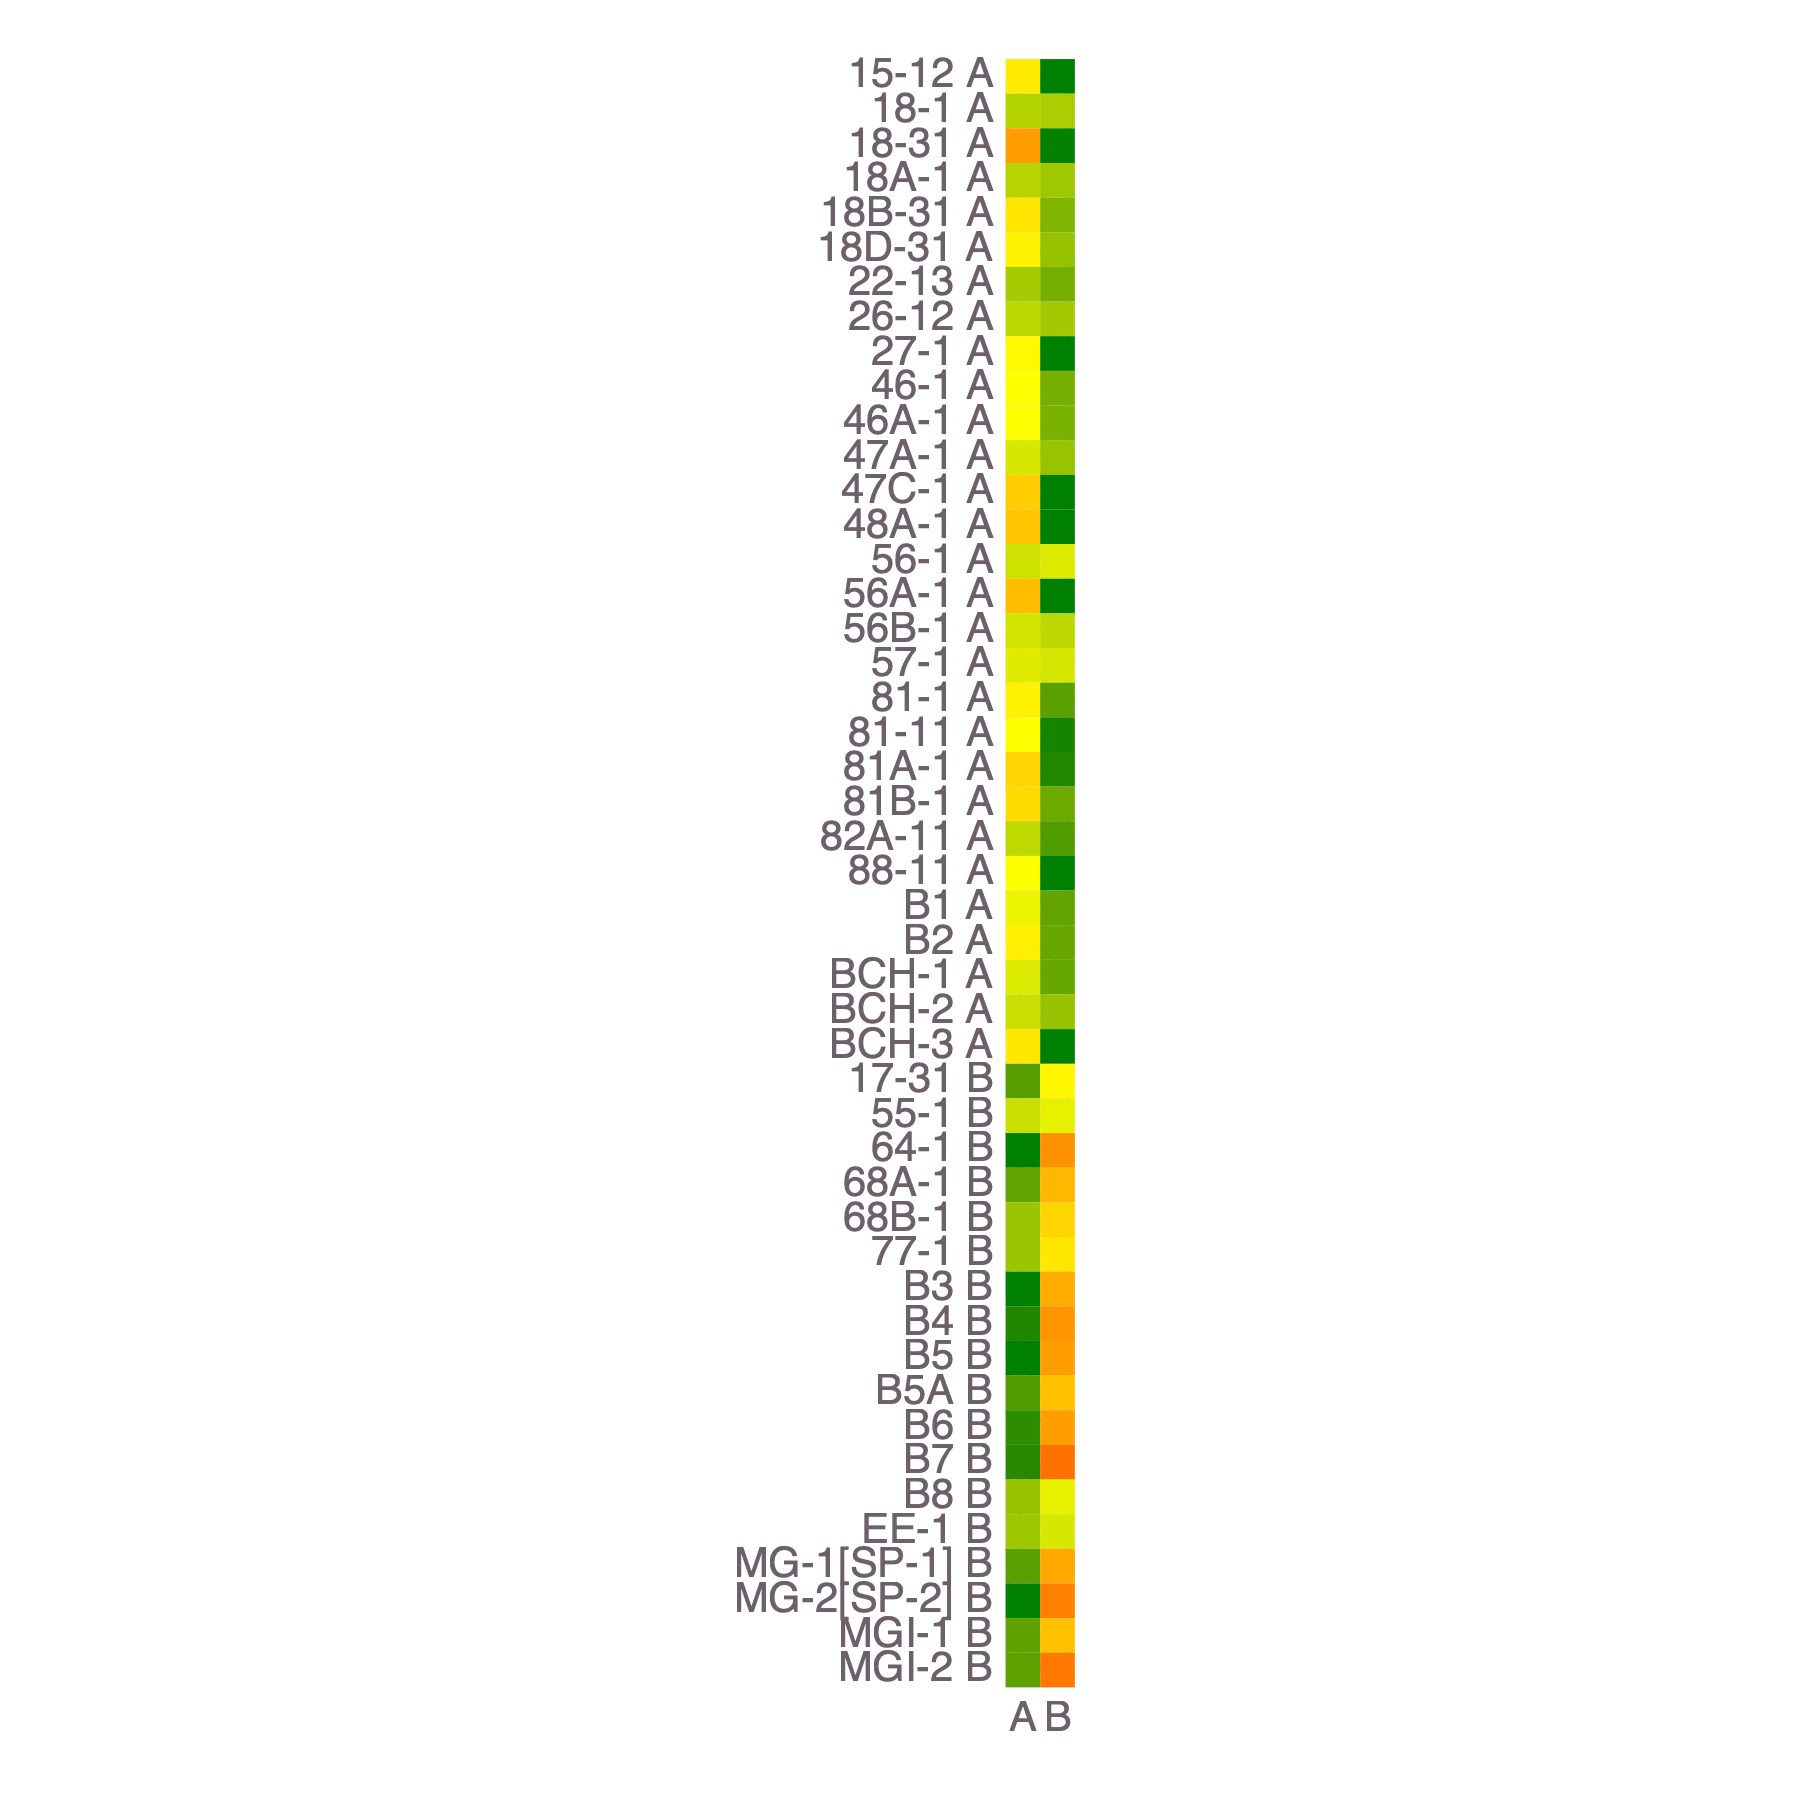 15-12 A
18-1 A
18-31 A
18A-1 A
18B-31 A
18D-31 A
22-13 A
26-12 A
27-1 A
46-1 A
46A-1 A
47A-1 A
47C-1 A
48A-1 A
56-1 A
56A-1 A
56B-1 A
57-1 A
81-1 A
81-11 A
81A-1 A
81B-1 A
82A-11 A
88-11 A
B1 A
B2 A
BCH-1 A
BCH-2 A
BCH-3 A
17-31 B
55-1 B
64-1 B
68A-1 B
68B-1 B
77-1 B
B3 B
B4 B
B5 B
B5A B
B6 B
B7 B
B8 B
EE-1 B
MG-1[SP-1] B
MG-2[SP-2] B
MGI-1 B
MGI-2 B
A B